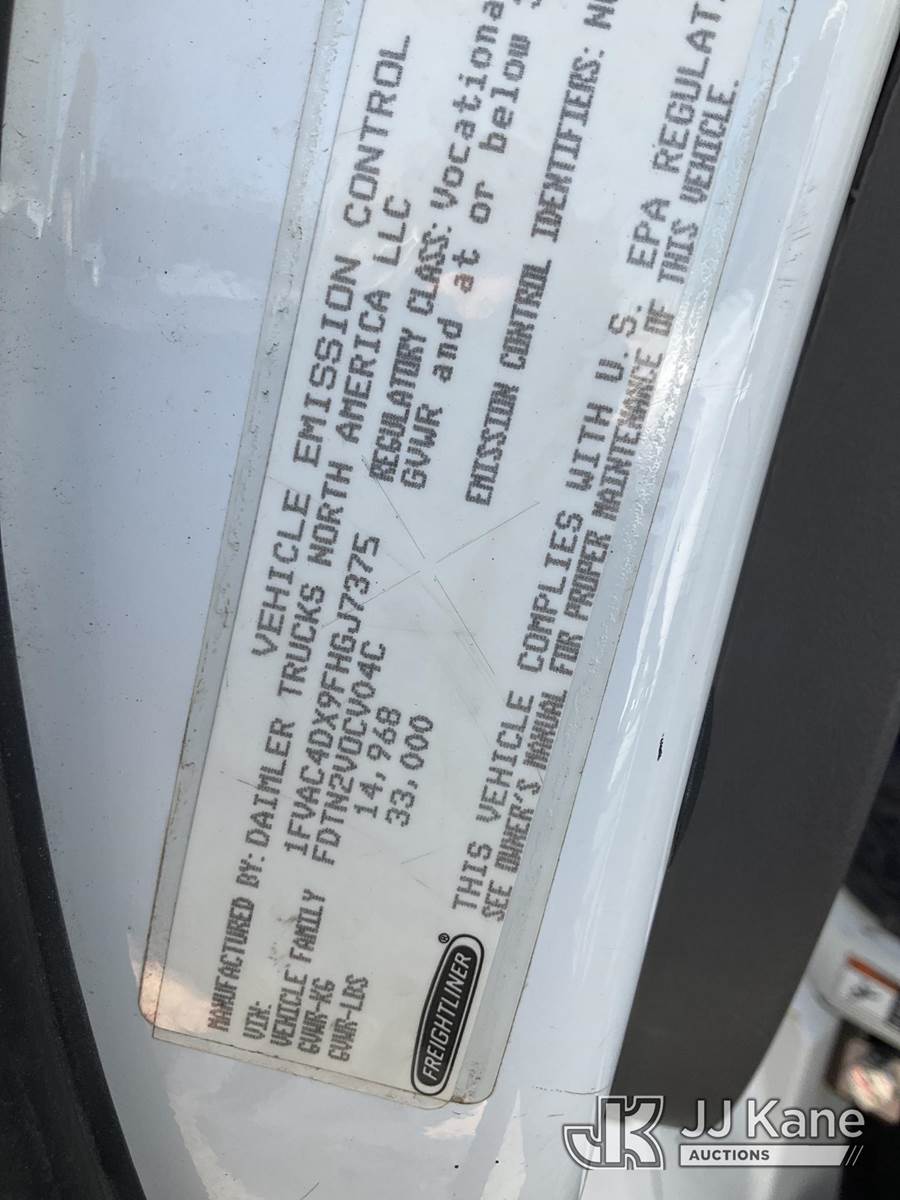 VEHICLE EMISSION CONTROL
MANUFACTURED BY: DAIMLER TRUCKS NORTH AMERICA LLC
VIN: 1FVAC4DX9FHGJ7375
VEHICLE FAMILY FDTN2VOCV04C
GVWR-KG 14,968
GVWR-LBS 33,000
REGULATORY CLASS: Vocationa
GVWR and at or below
EMISSION CONTROL IDENTIFIERS:
THIS VEHICLE COMPLIES WITH U.S. EPA REGULAT
SEE OWNER'S MANUAL FOR PROPER MAINTENANCE OF THIS VEHICLE.
FREIGHTLINER®
JK JJ Kane
AUCTIONS